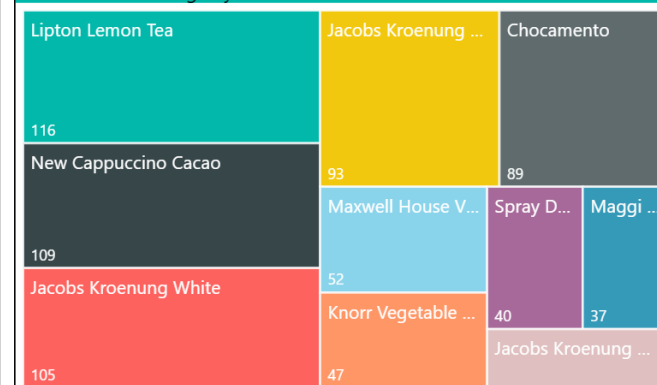 Lipton Lemon Tea
116
New Cappuccino Cacao
109
Jacobs Kroenung White
105
Jacobs Kroenung ...
93
Chocamento
89
Maxwell House V...
52
Knorr Vegetable ...
47
Spray D...
40
Maggi ...
37
Jacobs Kroenung ...